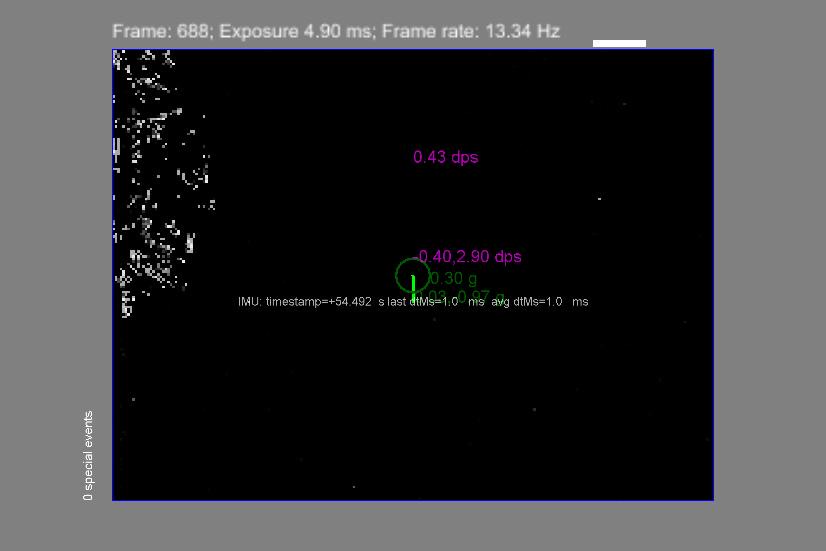 Frame: 688; Exposure 4.90 ms; Frame rate: 13.34 Hz
0.43 dps
-0.40,2.90 dps
0.30 g
IMU: timestamp=+54.492 s last dtMs=1.0 ms avg dtMs=1.0 ms
0 special events